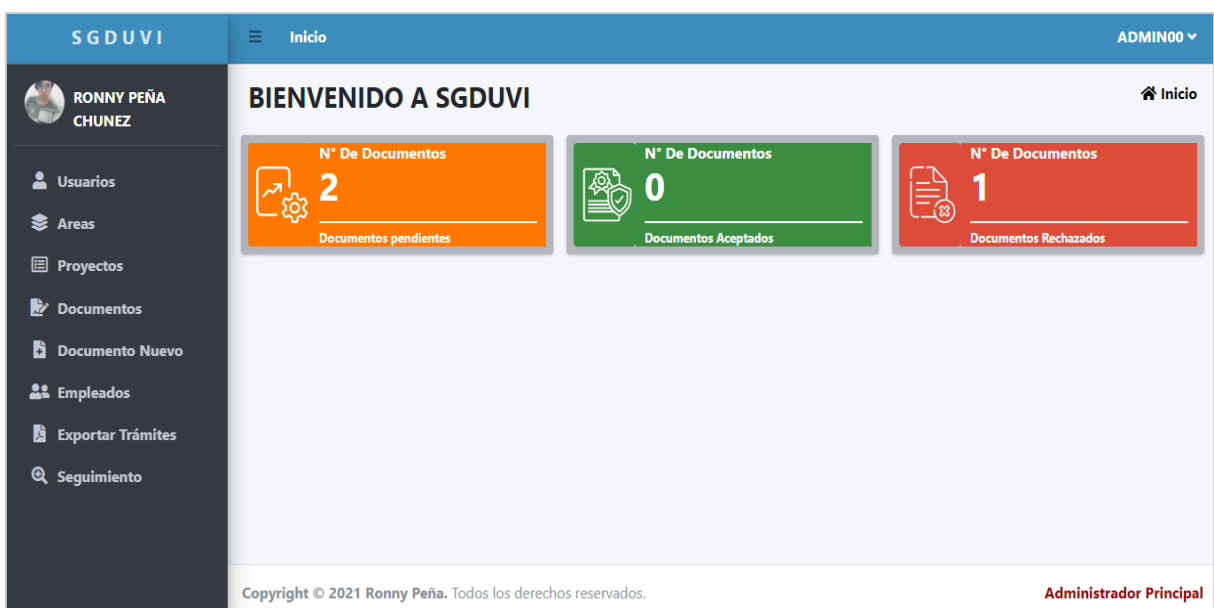 SGDUVI
Inicio
ADMIN00
RONNY PEÑA
CHUNEZ
Usuarios
Areas
Proyectos
Documentos
Documento Nuevo
Empleados
Exportar Trámites
Seguimiento
BIENVENIDO A SGDUVI
Inicio
N° De Documentos
2
Documentos pendientes
N° De Documentos
0
Documentos Aceptados
N° De Documentos
1
Documentos Rechazados
Copyright © 2021 Ronny Peña. Todos los derechos reservados.
Administrador Principal